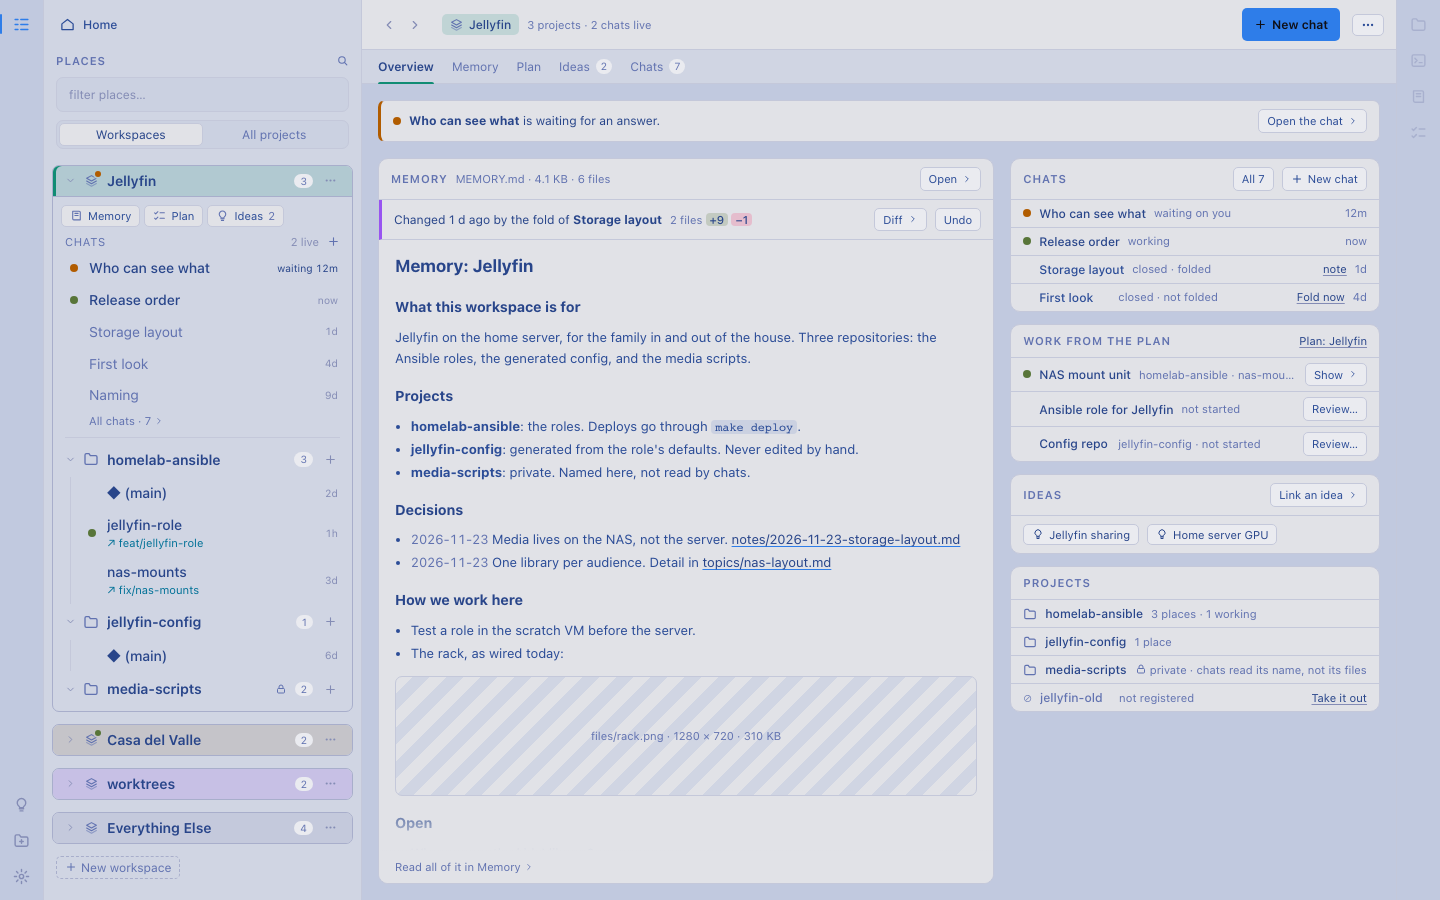 Home
PLACES
filter places...
Workspaces
All projects
Jellyfin 3
Memory
Plan
Ideas 2
CHATS 2 live
Who can see what waiting 12m
Release order now
Storage layout 1d
First look 4d
Naming 9d
All chats · 7
homelab-ansible 3
(main) 2d
jellyfin-role 1h
feat/jellyfin-role
nas-mounts 3d
fix/nas-mounts
jellyfin-config 1
(main) 6d
media-scripts 2
Casa del Valle 2
worktrees 2
Everything Else 4
New workspace
Jellyfin 3 projects · 2 chats live
New chat
Overview
Memory
Plan
Ideas 2
Chats 7
Who can see what is waiting for an answer.
Open the chat
MEMORY MEMORY.md · 4.1 KB · 6 files
Open
Changed 1 d ago by the fold of Storage layout 2 files +9 −1
Diff
Undo
Memory: Jellyfin
What this workspace is for
Jellyfin on the home server, for the family in and out of the house. Three repositories: the
Ansible roles, the generated config, and the media scripts.
Projects
• homelab-ansible: the roles. Deploys go through make deploy.
• jellyfin-config: generated from the role's defaults. Never edited by hand.
• media-scripts: private. Named here, not read by chats.
Decisions
• 2026-11-23 Media lives on the NAS, not the server. notes/2026-11-23-storage-layout.md
• 2026-11-23 One library per audience. Detail in topics/nas-layout.md
How we work here
• Test a role in the scratch VM before the server.
• The rack, as wired today:
files/rack.png · 1280 × 720 · 310 KB
Open
Read all of it in Memory
CHATS
All 7
New chat
Who can see what waiting on you 12m
Release order working now
Storage layout closed · folded note 1d
First look closed · not folded Fold now 4d
WORK FROM THE PLAN Plan: Jellyfin
NAS mount unit homelab-ansible · nas-mou... Show
Ansible role for Jellyfin not started Review...
Config repo jellyfin-config · not started Review...
IDEAS
Link an idea
Jellyfin sharing
Home server GPU
PROJECTS
homelab-ansible 3 places · 1 working
jellyfin-config 1 place
media-scripts private · chats read its name, not its files
jellyfin-old not registered Take it out